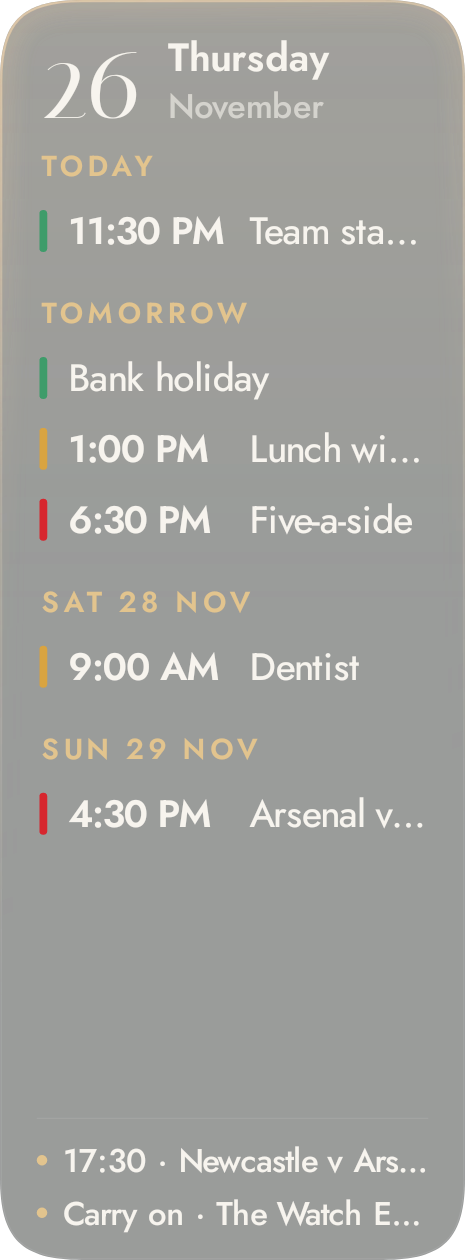 26 Thursday
November
TODAY
11:30 PM Team sta...
TOMORROW
Bank holiday
1:00 PM Lunch wi...
6:30 PM Five-a-side
SAT 28 NOV
9:00 AM Dentist
SUN 29 NOV
4:30 PM Arsenal v...
17:30 · Newcastle v Ars...
Carry on · The Watch E...